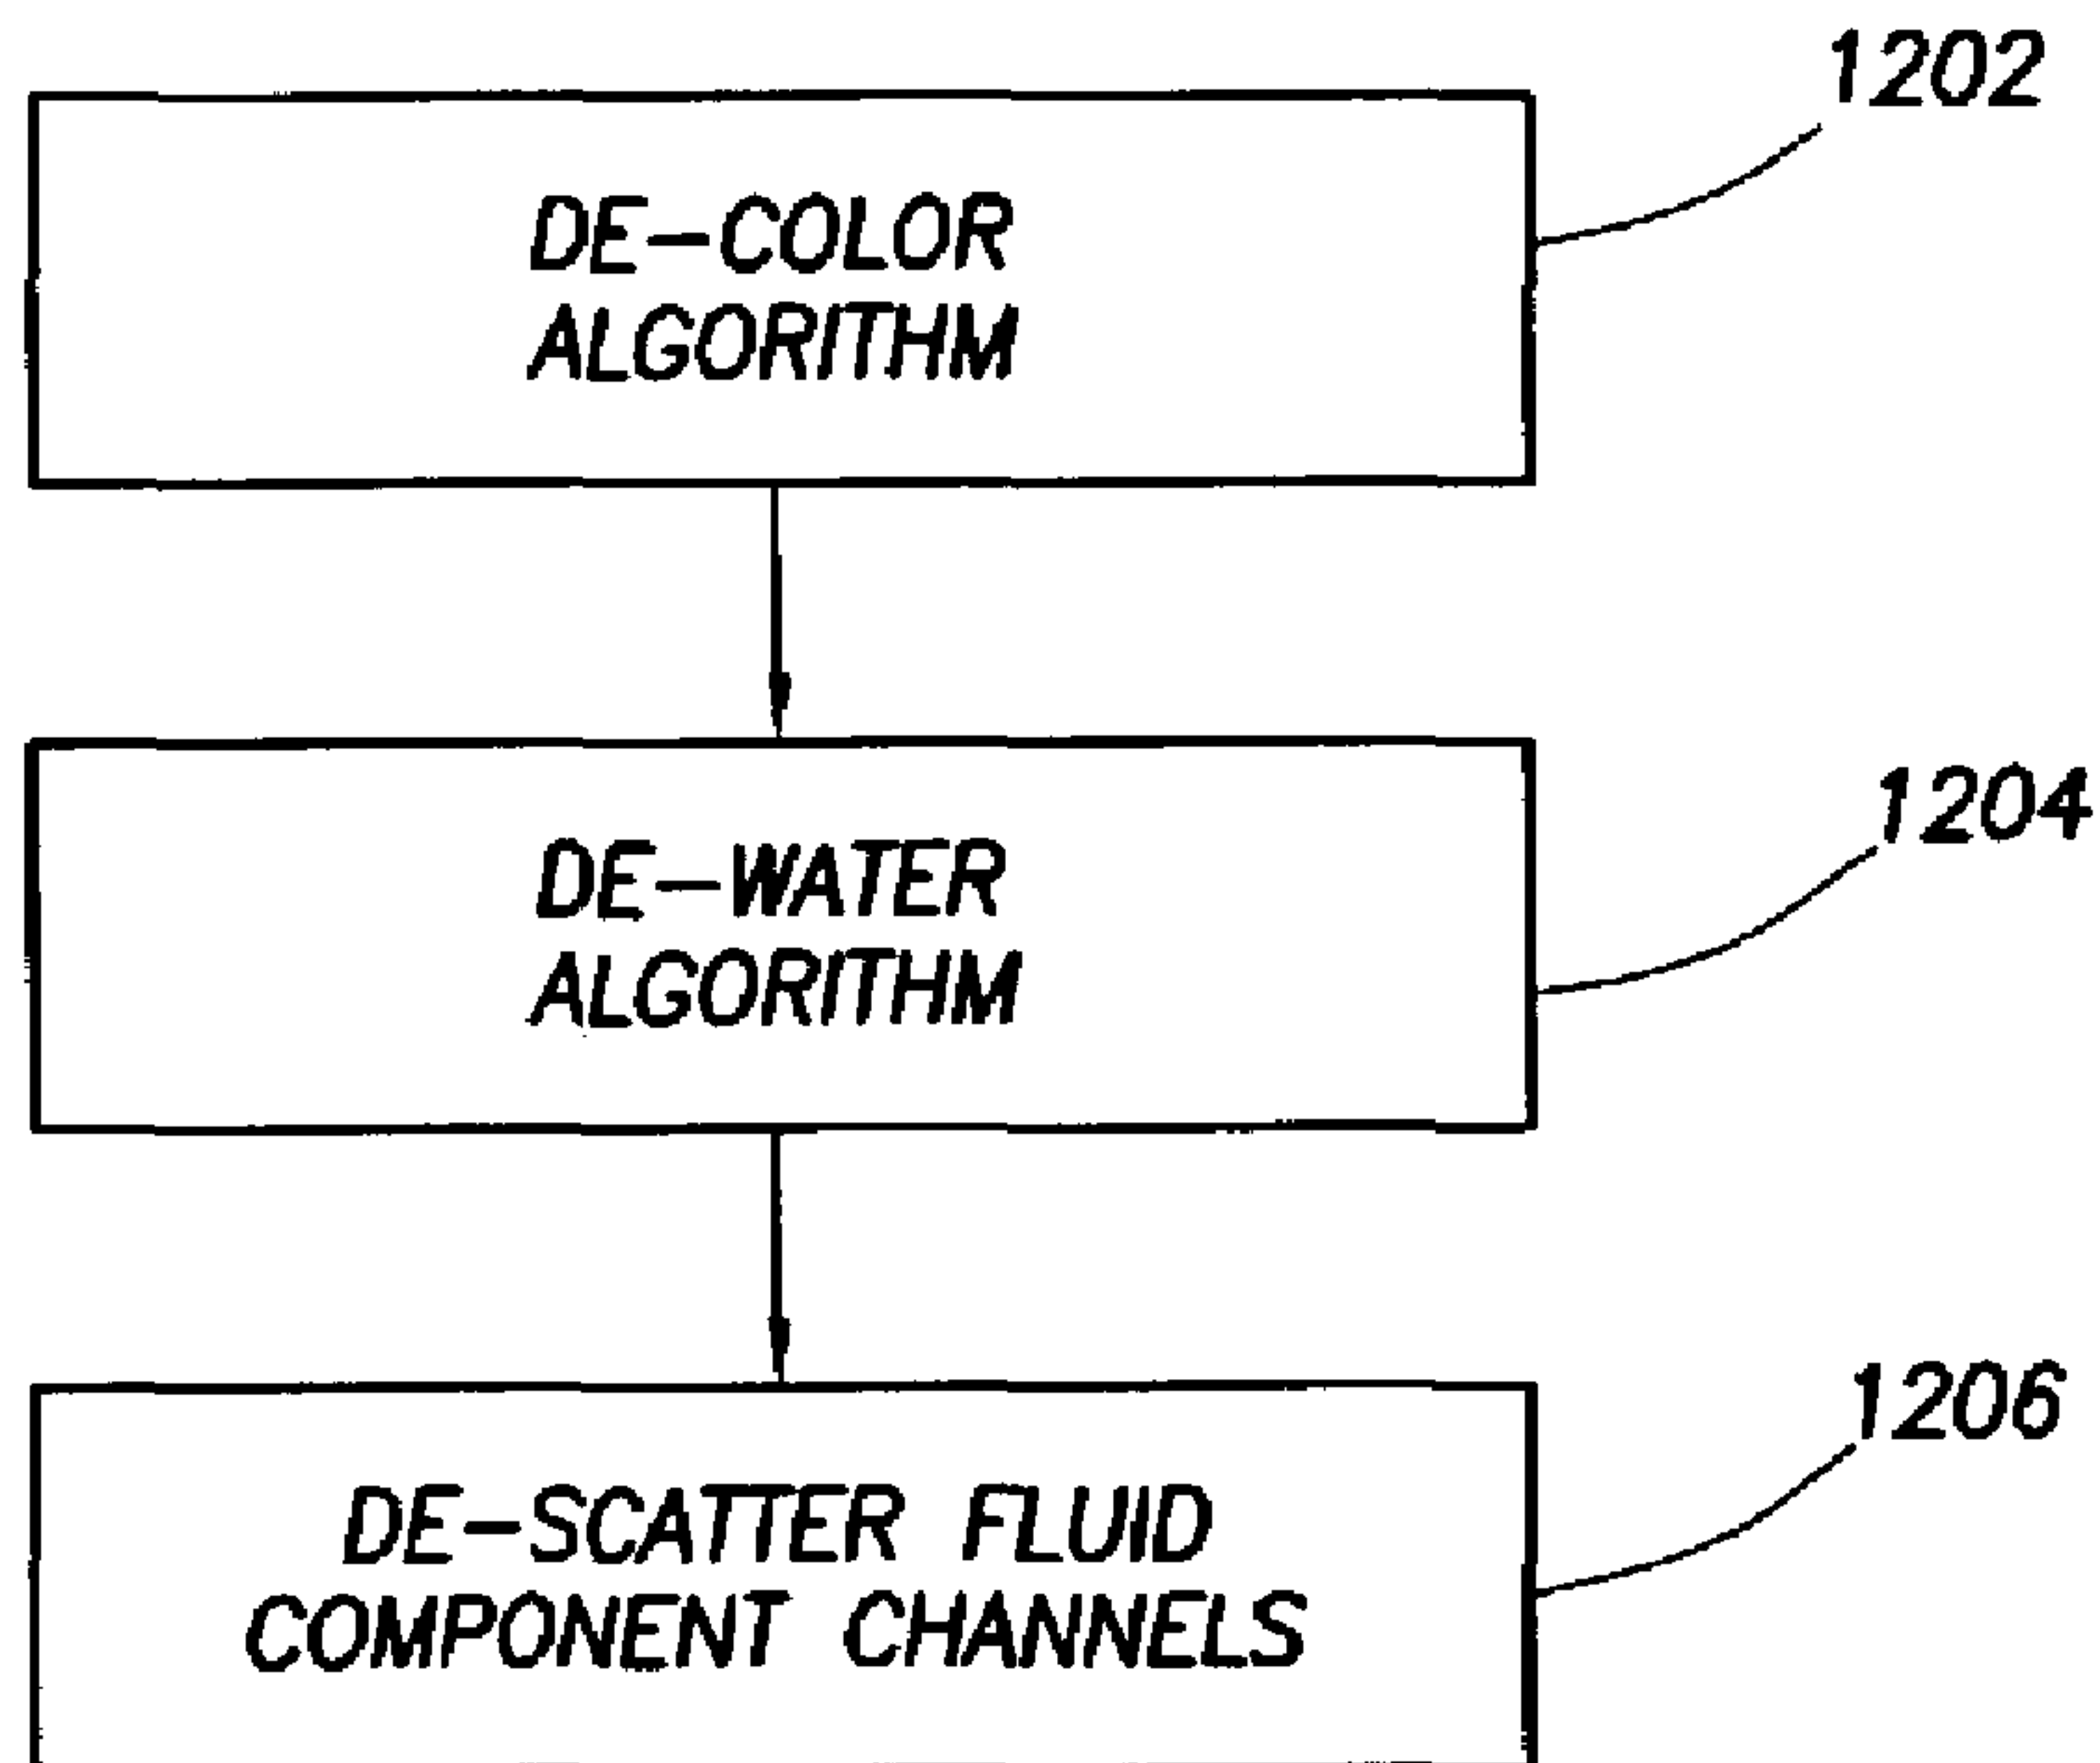 1202
DE-COLOR
ALGORITHM
1204
DE-WATER
ALGORITHM
1206
DE-SCATTER FLUID
COMPONENT CHANNELS